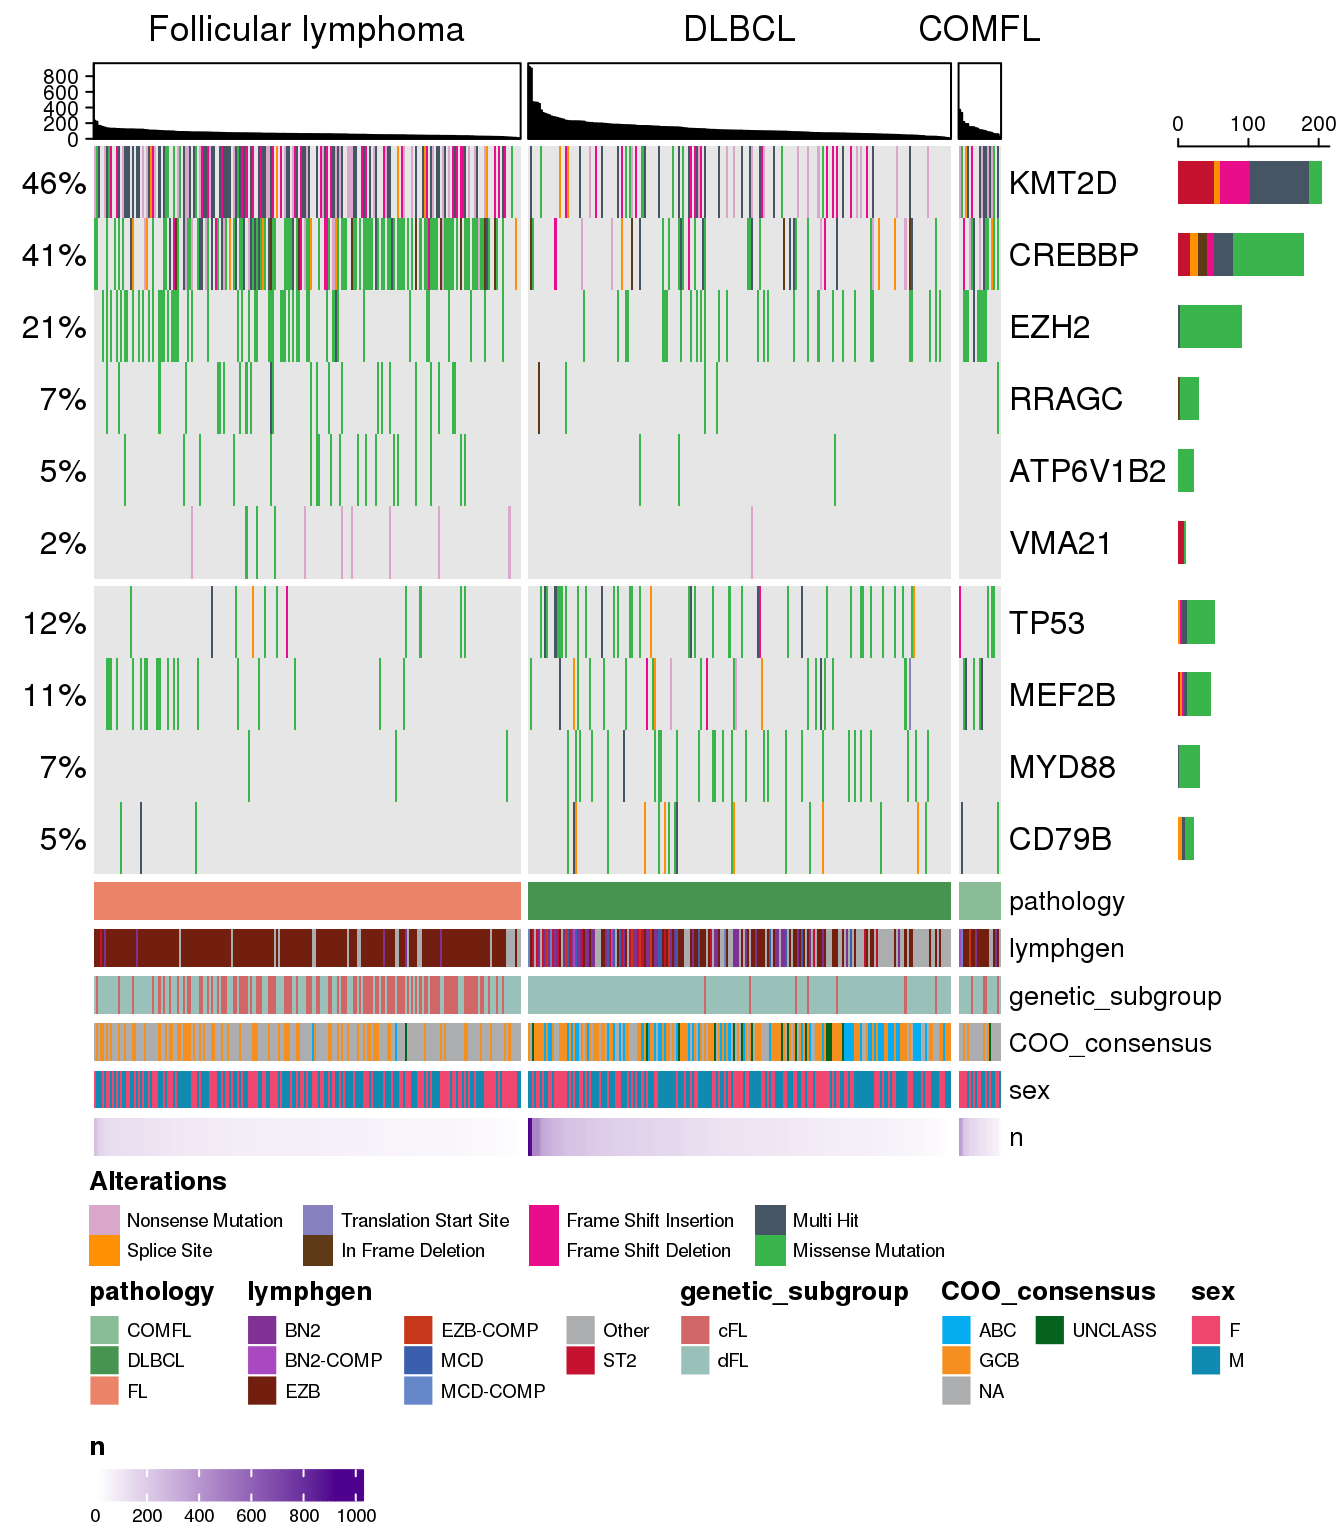 Follicular lymphoma DLBCL COMFL
800
600
400
200
0
0 100 200
46% KMT2D
41% CREBBP
21% EZH2
7% RRAGC
5% ATP6V1B2
2% VMA21
12% TP53
11% MEF2B
7% MYD88
5% CD79B
pathology
lymphgen
genetic_subgroup
COO_consensus
sex
n
Alterations
Nonsense Mutation Translation Start Site Frame Shift Insertion Multi Hit
Splice Site In Frame Deletion Frame Shift Deletion Missense Mutation
pathology lymphgen genetic_subgroup COO_consensus sex
COMFL BN2 EZB-COMP Other cFL ABC UNCLASS F
DLBCL BN2-COMP MCD ST2 dFL GCB M
FL EZB MCD-COMP NA
n
0 200 400 600 800 1000